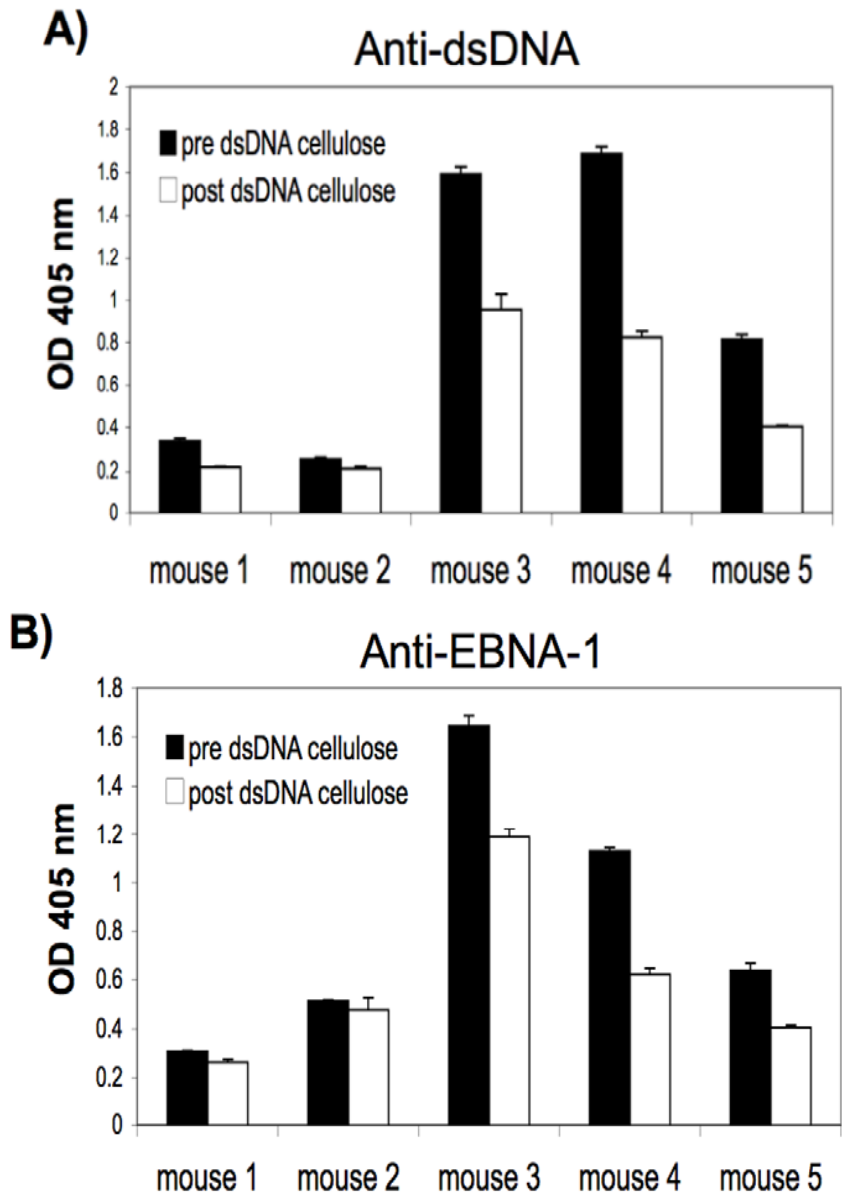 A)
Anti-dsDNA
2
1.8
1.6
1.4
1.2
1
0.8
0.6
0.4
0.2
0
OD 405 nm
pre dsDNA cellulose
post dsDNA cellulose
mouse 1 mouse 2 mouse 3 mouse 4 mouse 5
B)
Anti-EBNA-1
1.8
1.6
1.4
1.2
1
0.8
0.6
0.4
0.2
0
OD 405 nm
pre dsDNA cellulose
post dsDNA cellulose
mouse 1 mouse 2 mouse 3 mouse 4 mouse 5